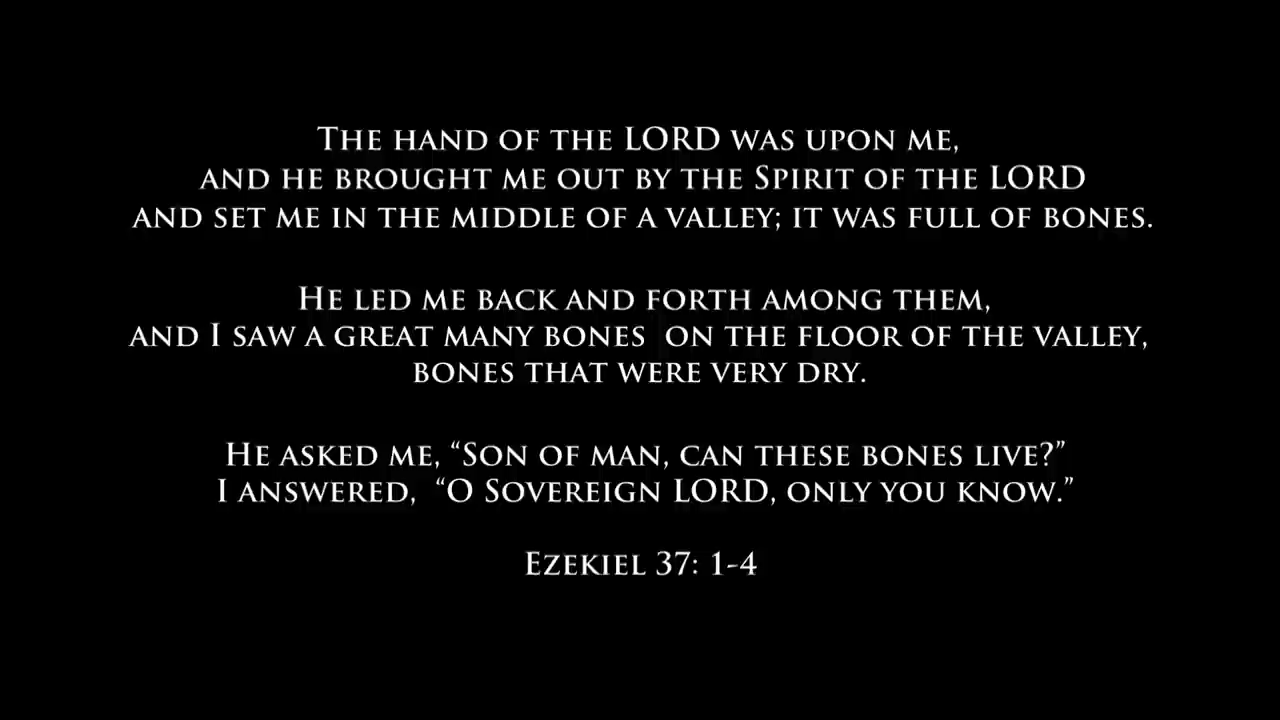 The hand of the LORD was upon me,
and he brought me out by the Spirit of the LORD
and set me in the middle of a valley; it was full of bones.
He led me back and forth among them,
and I saw a great many bones  on the floor of the valley,
bones that were very dry.
He asked me, “Son of man, can these bones live?”
I answered,  “O Sovereign LORD, only you know.”
Ezekiel 37: 1-4